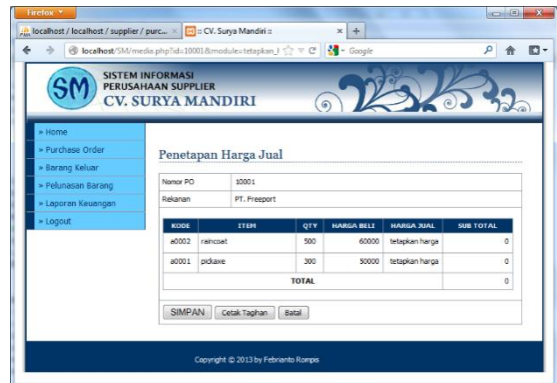 Firefox
localhost / localhost / supplier / purc...
:: CV. Surya Mandiri ::
localhost/SM/media.php?id=10001&module=tetapkan_l
Google
SM
SISTEM INFORMASI
PERUSAHAAN SUPPLIER
CV. SURYA MANDIRI
» Home
» Purchase Order
» Barang Keluar
» Pelunasan Barang
» Laporan Keuangan
» Logout
Penetapan Harga Jual
Nomor PO 10001
Rekanan PT. Freeport
KODE ITEM QTY HARGA BELI HARGA JUAL SUB TOTAL
a0002 raincoat 500 60000 tetapkan harga 0
a0001 pickaxe 300 50000 tetapkan harga 0
TOTAL 0
SIMPAN Cetak Tagihan Batal
Copyright © 2013 by Febrianto Rompis